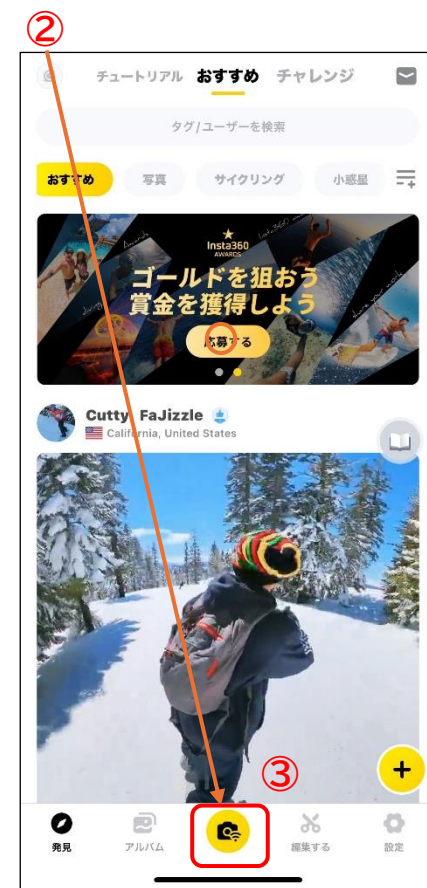 ②
チュートリアル おすすめ チャレンジ
タグ/ユーザーを検索
おすすめ 写真 サイクリング 小惑星
Insta360
AWARDS
ゴールドを狙おう
賞金を獲得しよう
応募する
Cutty FaJizzle
California, United States
③
発見 アルバム 編集する 設定